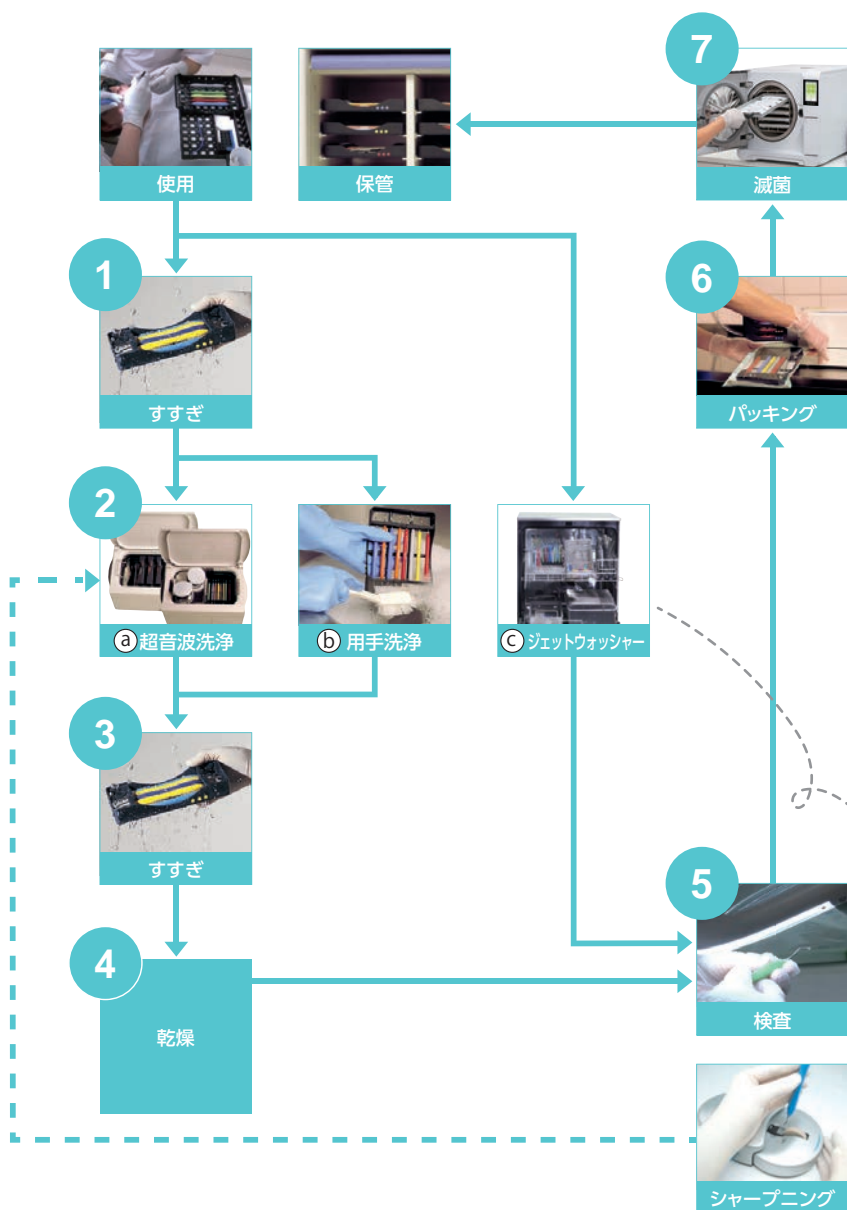 使用
保管
7
滅菌
1
すすぎ
6
パッキング
2
ⓐ超音波洗浄
ⓑ 用手洗浄
ⓒ ジェットウォッシャー
3
すすぎ
4
乾燥
5
検査
シャープニング